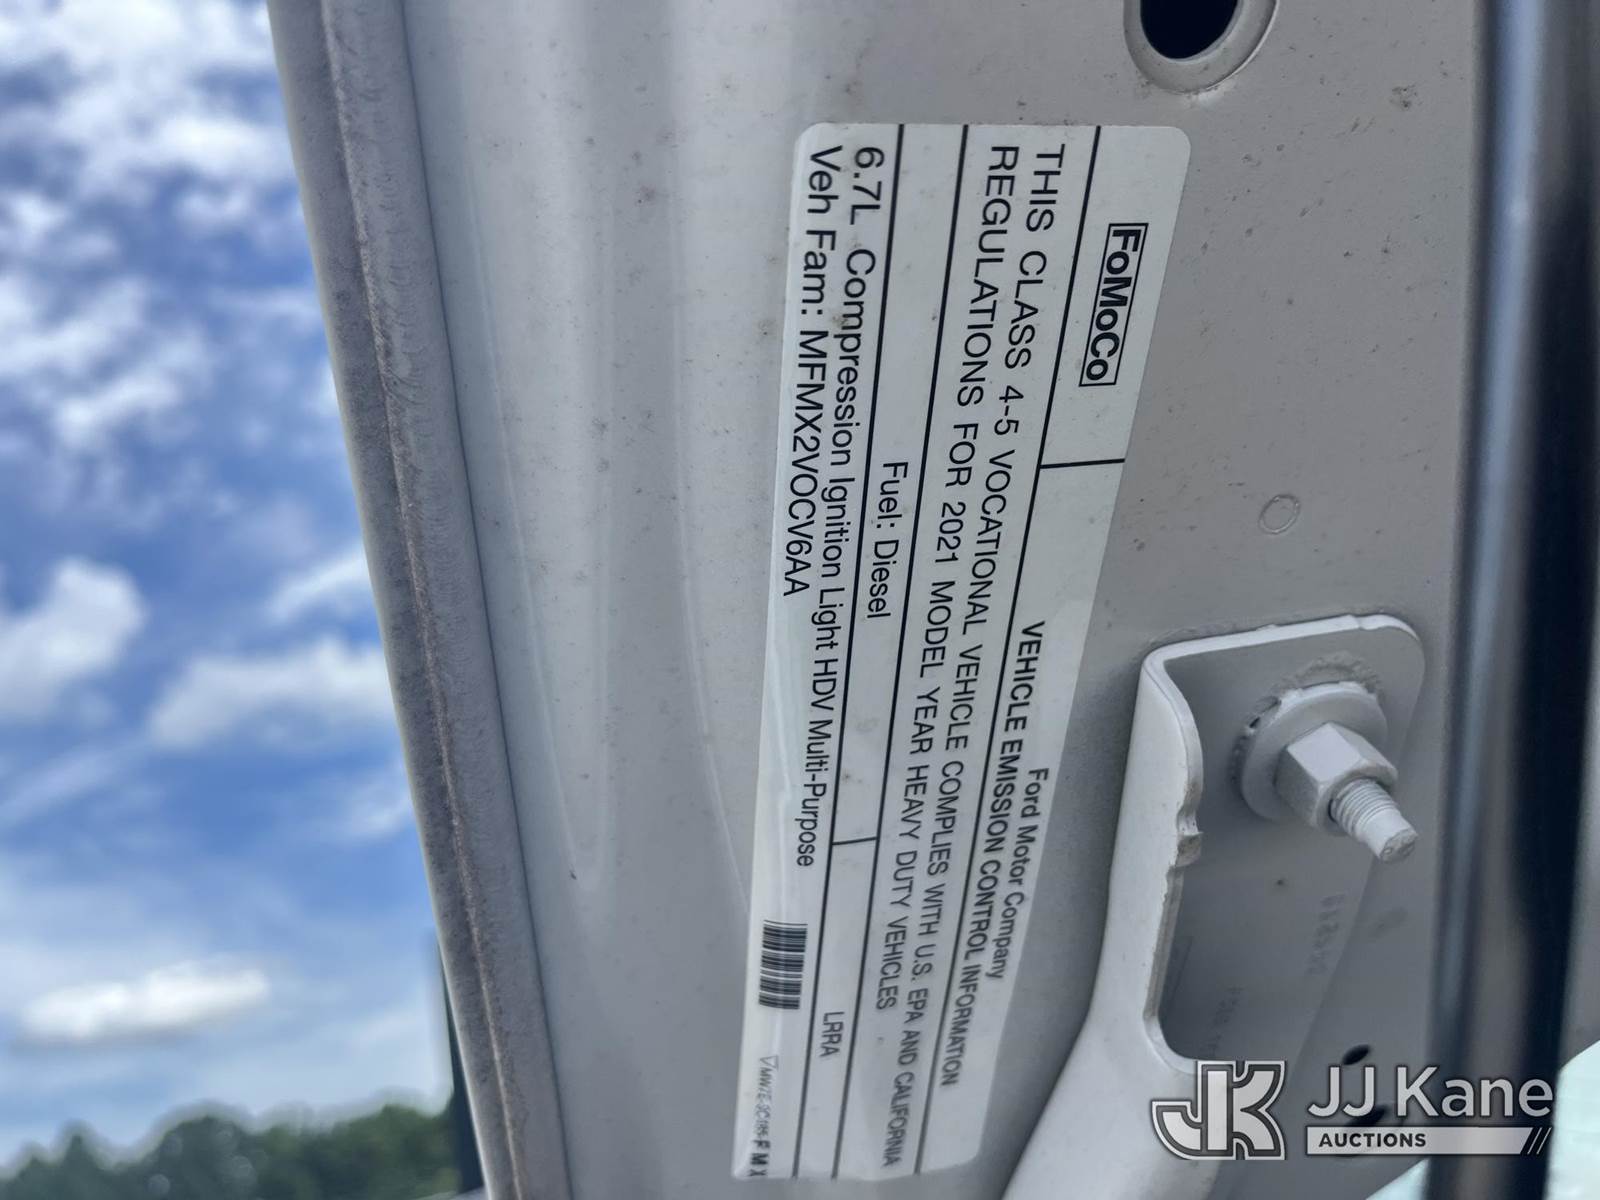 FoMoCo
Ford Motor Company
VEHICLE EMISSION CONTROL INFORMATION
THIS CLASS 4-5 VOCATIONAL VEHICLE COMPLIES WITH U.S. EPA AND CALIFORNIA
REGULATIONS FOR 2021 MODEL YEAR HEAVY DUTY VEHICLES
Fuel: Diesel
6.7L Compression Ignition Light HDV Multi-Purpose
LRRA
Veh Fam: MFMX2VOCV6AA
JK
JJ Kane
AUCTIONS